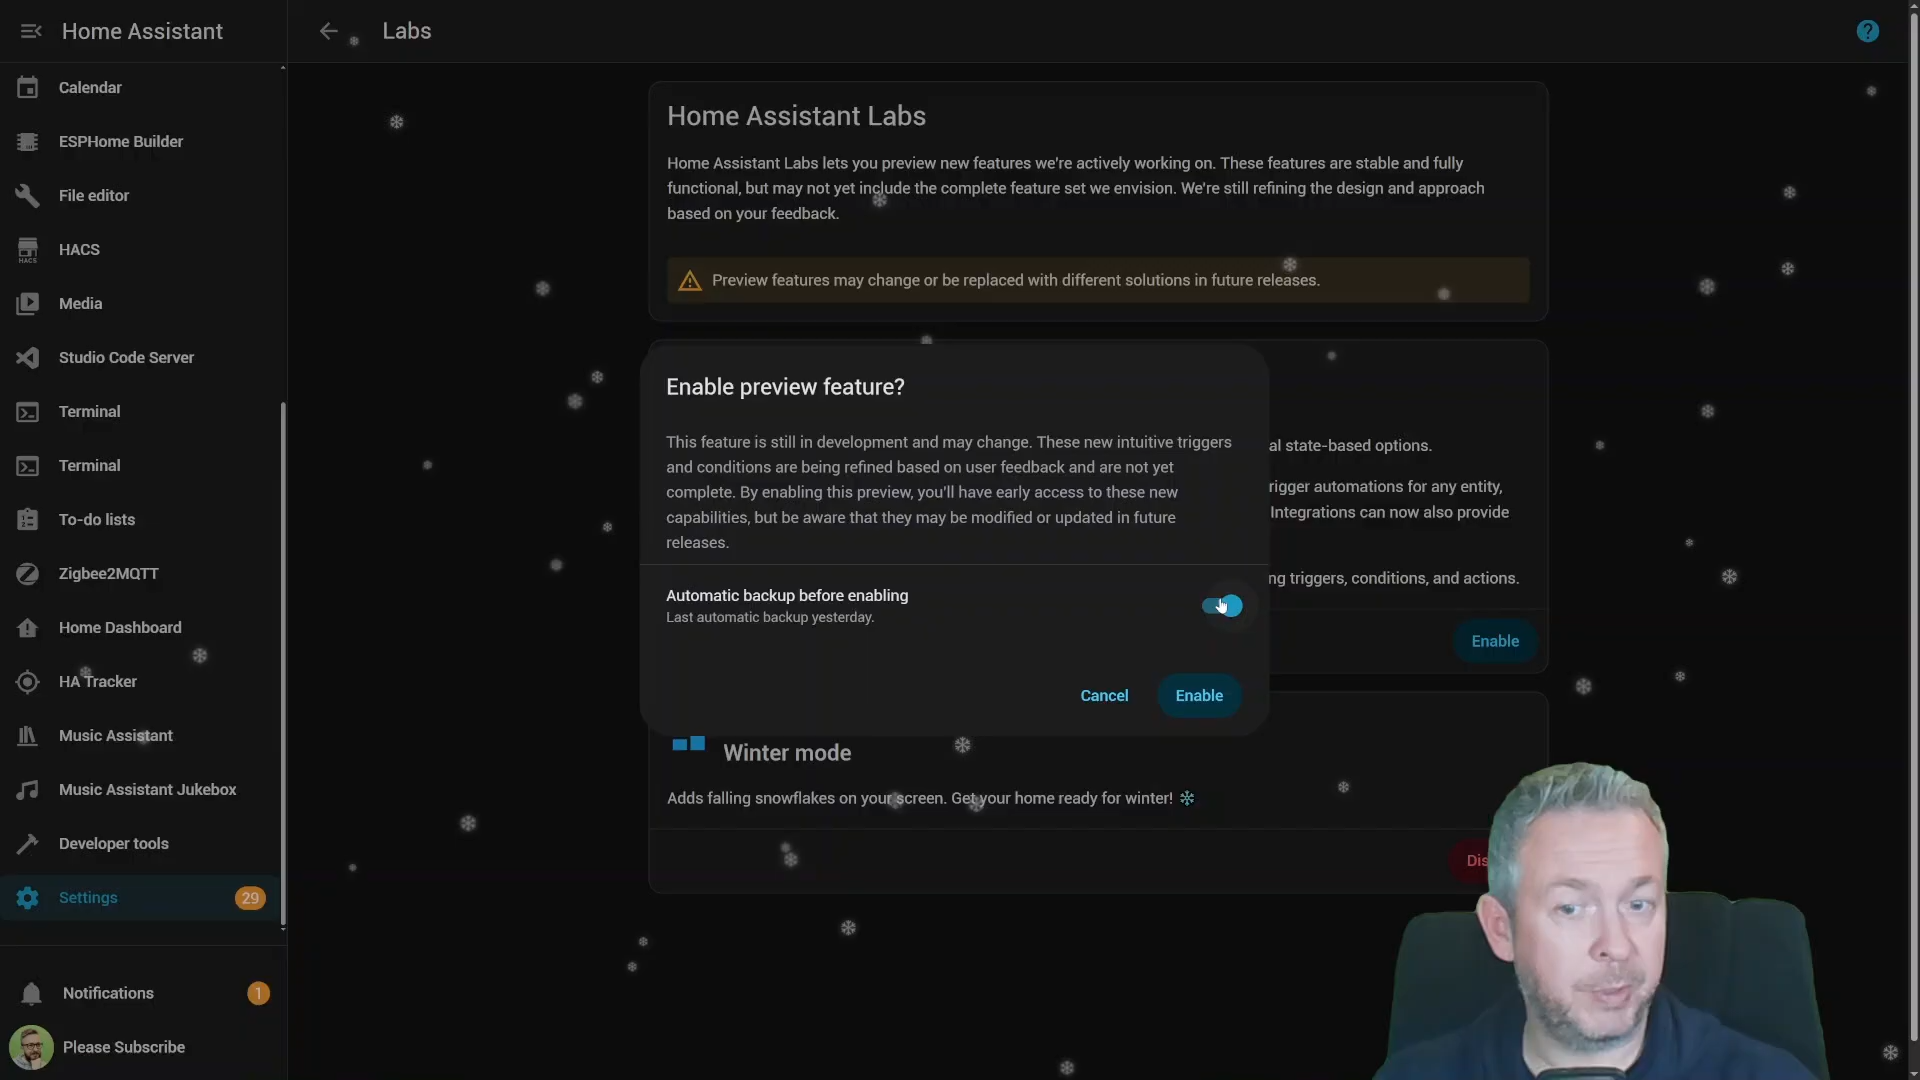 Home Assistant
Calendar
ESPHome Builder
File editor
HACS
HACS
Media
Studio Code Server
Terminal
Terminal
To-do lists
Zigbee2MQTT
Home Dashboard
HA Tracker
Music Assistant
Music Assistant Jukebox
Developer tools
Settings
29
Notifications
1
Please Subscribe
Labs
?
Home Assistant Labs
Home Assistant Labs lets you preview new features we're actively working on. These features are stable and fully
functional, but may not yet include the complete feature set we envision. We're still refining the design and approach
based on your feedback.
Preview features may change or be replaced with different solutions in future releases.
Enable preview feature?
This feature is still in development and may change. These new intuitive triggers
and conditions are being refined based on user feedback and are not yet
complete. By enabling this preview, you'll have early access to these new
capabilities, but be aware that they may be modified or updated in future
releases.
Automatic backup before enabling
Last automatic backup yesterday.
Cancel
Enable
al state-based options.
rigger automations for any entity,
Integrations can now also provide
ng triggers, conditions, and actions.
Enable
Winter mode
Adds falling snowflakes on your screen. Get your home ready for winter! ❄
Dis